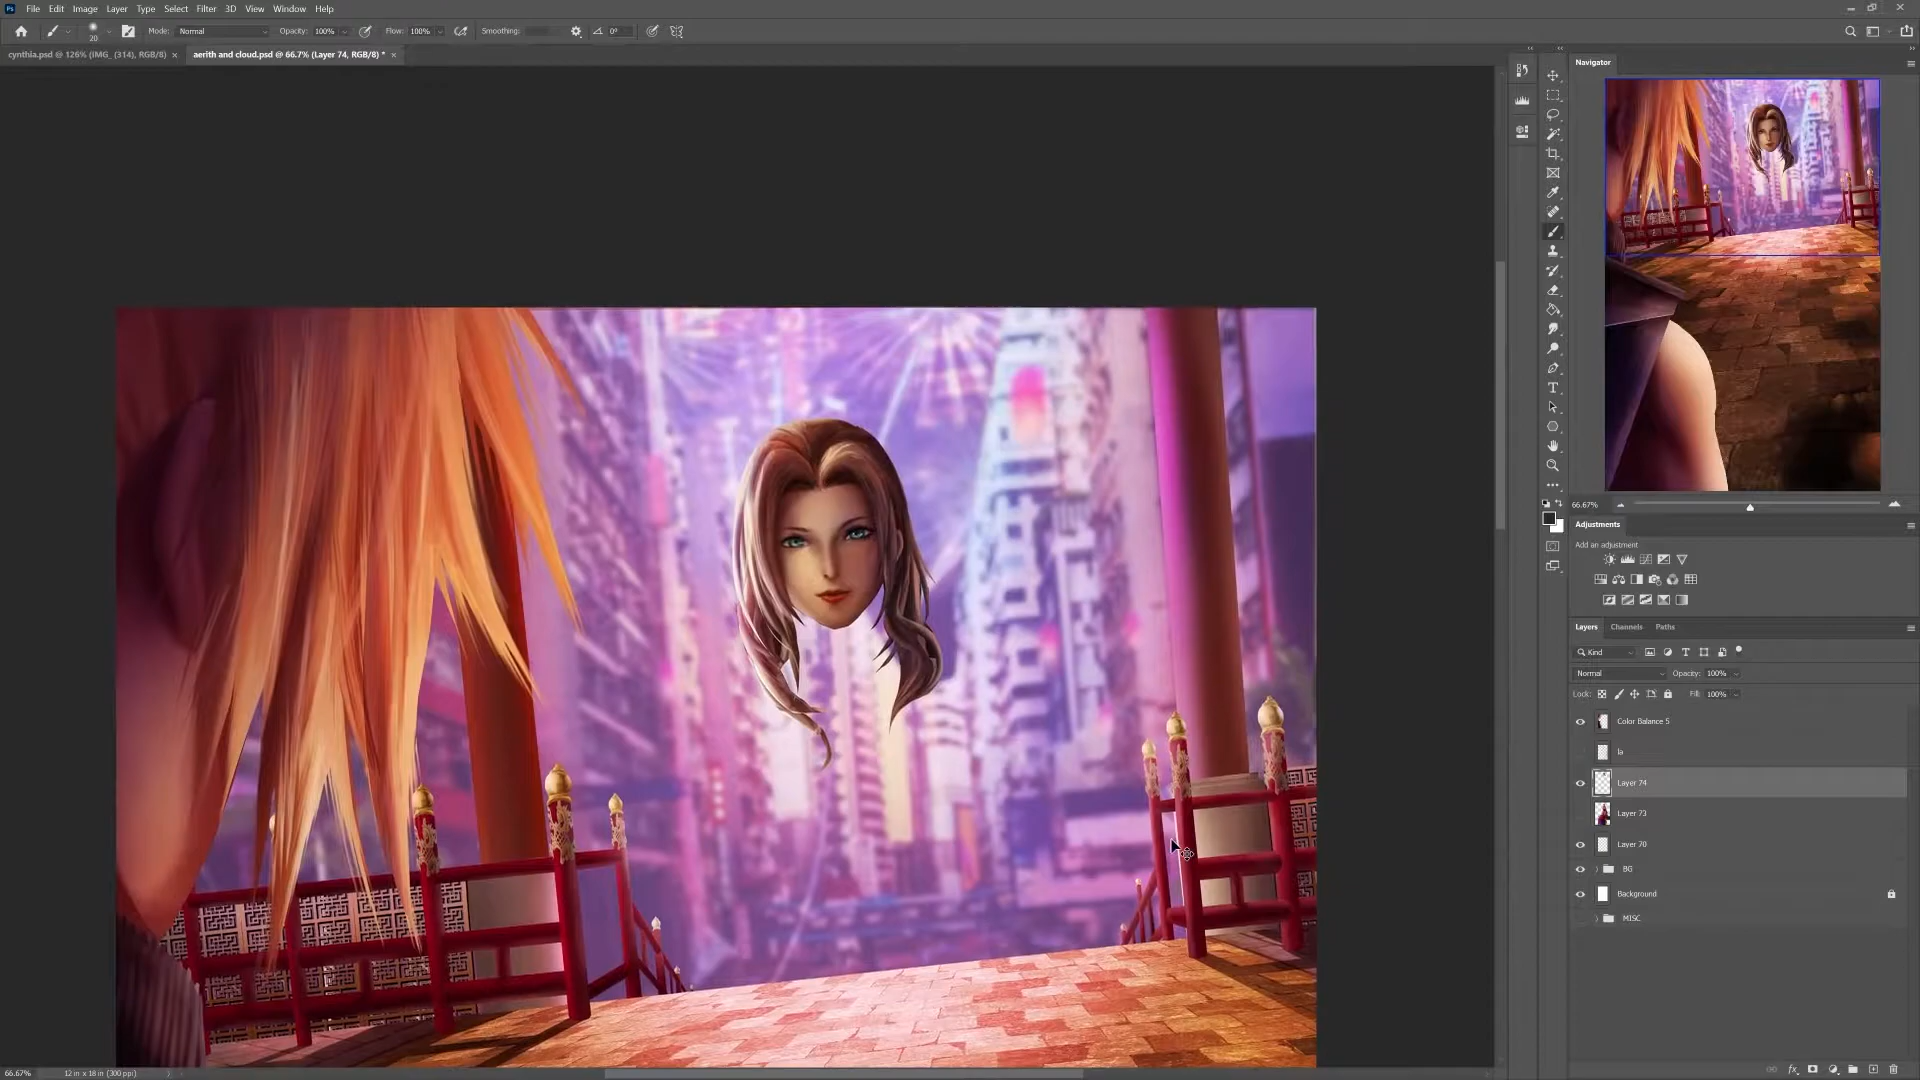 Ps File Edit Image Layer Type Select Filter 3D View Window Help
20 Mode: Normal Opacity: 100% Flow: 100% Smoothing: 0°
cynthia.psd @ 126% (IMG_ (314), RGB/8) × aerith and cloud.psd @ 66.7% (Layer 74, RGB/8) * ×
Navigator
66.67%
Adjustments
Add an adjustment
Layers Channels Paths
Kind
Normal Opacity: 100%
Lock: Fill: 100%
Color Balance 5
Layer 74
Layer 73
Layer 70
BG
Background
MISC
66.67% 12 in x 18 in (300 ppi)